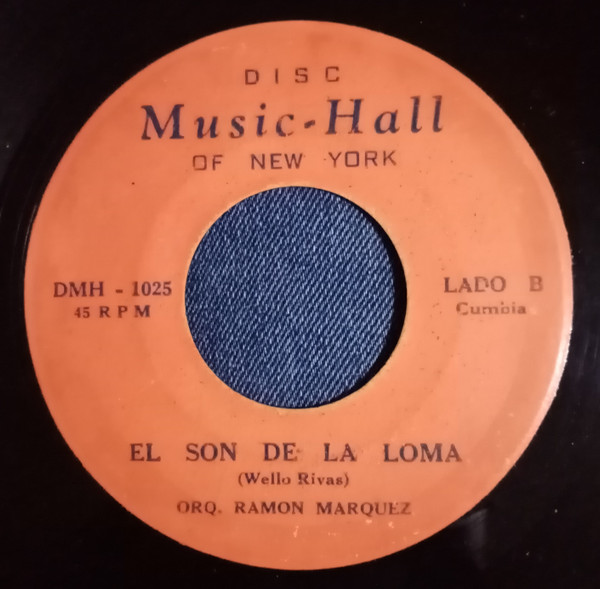 DISC
Music-Hall
OF NEW YORK
DMH - 1025
45 RPM
LADO B
Cumbia
EL SON DE LA LOMA
(Wello Rivas)
ORQ. RAMON MARQUEZ